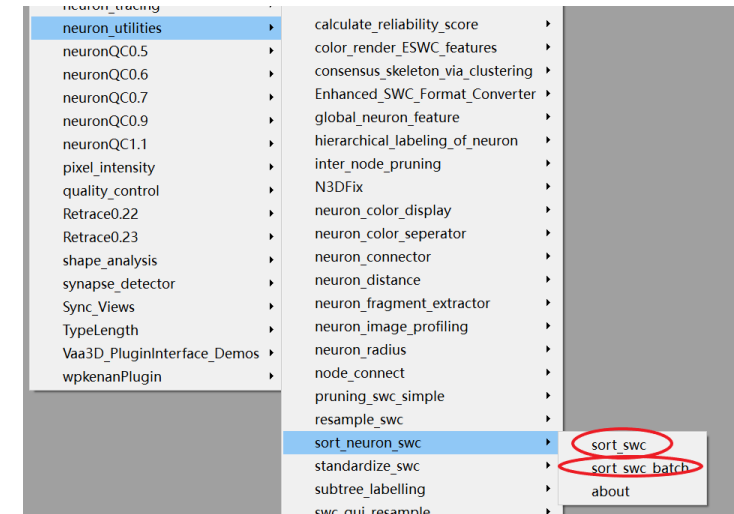 neuron_tracing
neuron_utilities
neuronQC0.5
neuronQC0.6
neuronQC0.7
neuronQC0.9
neuronQC1.1
pixel_intensity
quality_control
Retrace0.22
Retrace0.23
shape_analysis
synapse_detector
Sync_Views
TypeLength
Vaa3D_PluginInterface_Demos
wpkenanPlugin
calculate_reliability_score
color_render_ESWC_features
consensus_skeleton_via_clustering
Enhanced_SWC_Format_Converter
global_neuron_feature
hierarchical_labeling_of_neuron
inter_node_pruning
N3DFix
neuron_color_display
neuron_color_seperator
neuron_connector
neuron_distance
neuron_fragment_extractor
neuron_image_profiling
neuron_radius
node_connect
pruning_swc_simple
resample_swc
sort_neuron_swc
standardize_swc
subtree_labelling
swc_gui_resample
sort_swc
sort_swc_batch
about